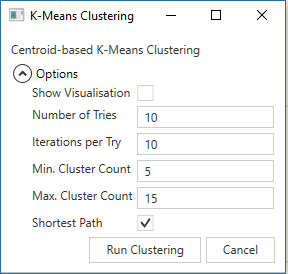 K-Means Clustering
Centroid-based K-Means Clustering
Options
Show Visualisation
Number of Tries 10
Iterations per Try 10
Min. Cluster Count 5
Max. Cluster Count 15
Shortest Path
Run Clustering Cancel